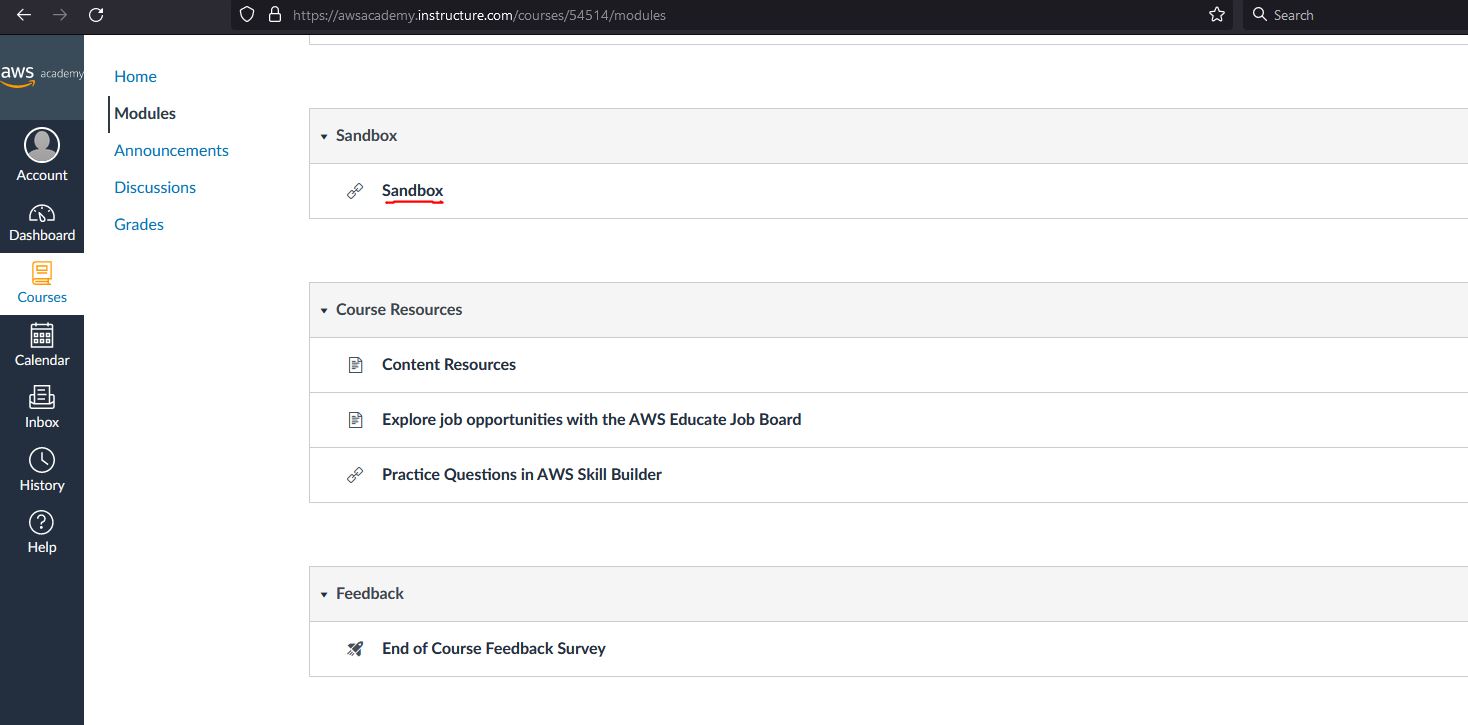 https://awsacademy.instructure.com/courses/54514/modules
Search
aws academy
Account
Dashboard
Courses
Calendar
Inbox
History
Help
Home
Modules
Announcements
Discussions
Grades
Sandbox
Sandbox
Course Resources
Content Resources
Explore job opportunities with the AWS Educate Job Board
Practice Questions in AWS Skill Builder
Feedback
End of Course Feedback Survey